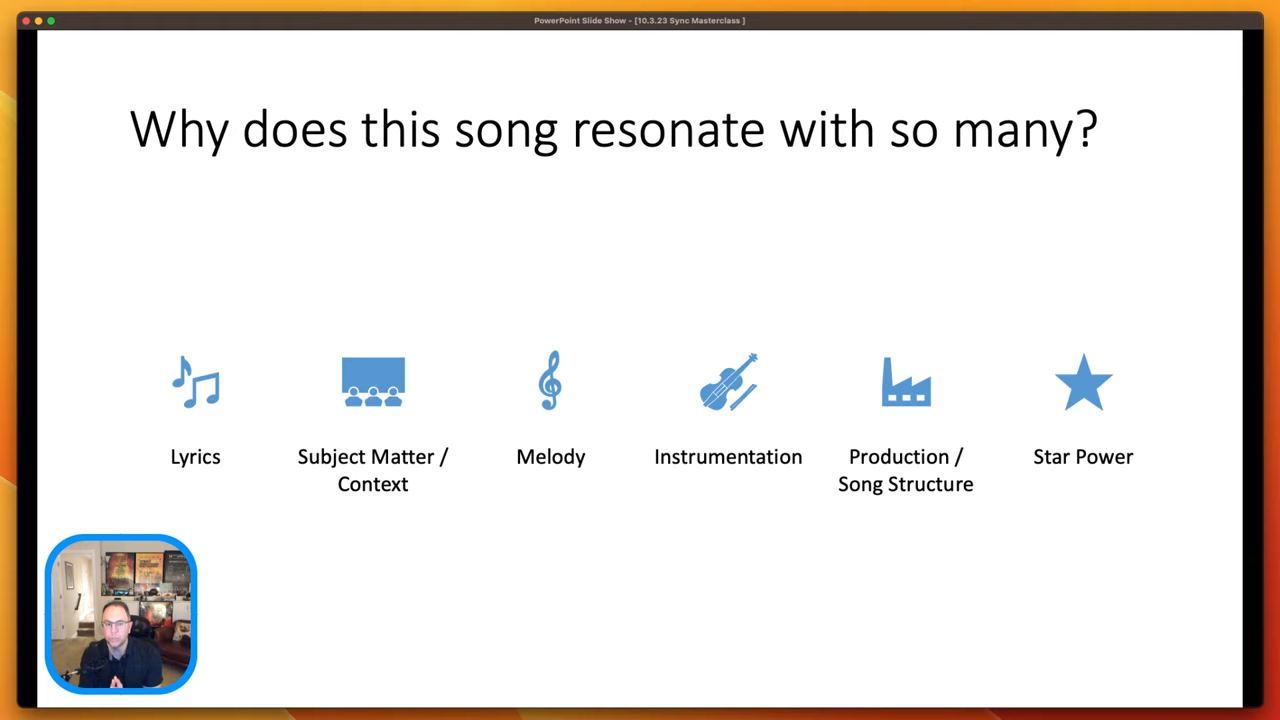 PowerPoint Slide Show - [10.3.23 Sync Masterclass ]
Why does this song resonate with so many?
Lyrics
Subject Matter /
Context
Melody
Instrumentation
Production /
Song Structure
Star Power